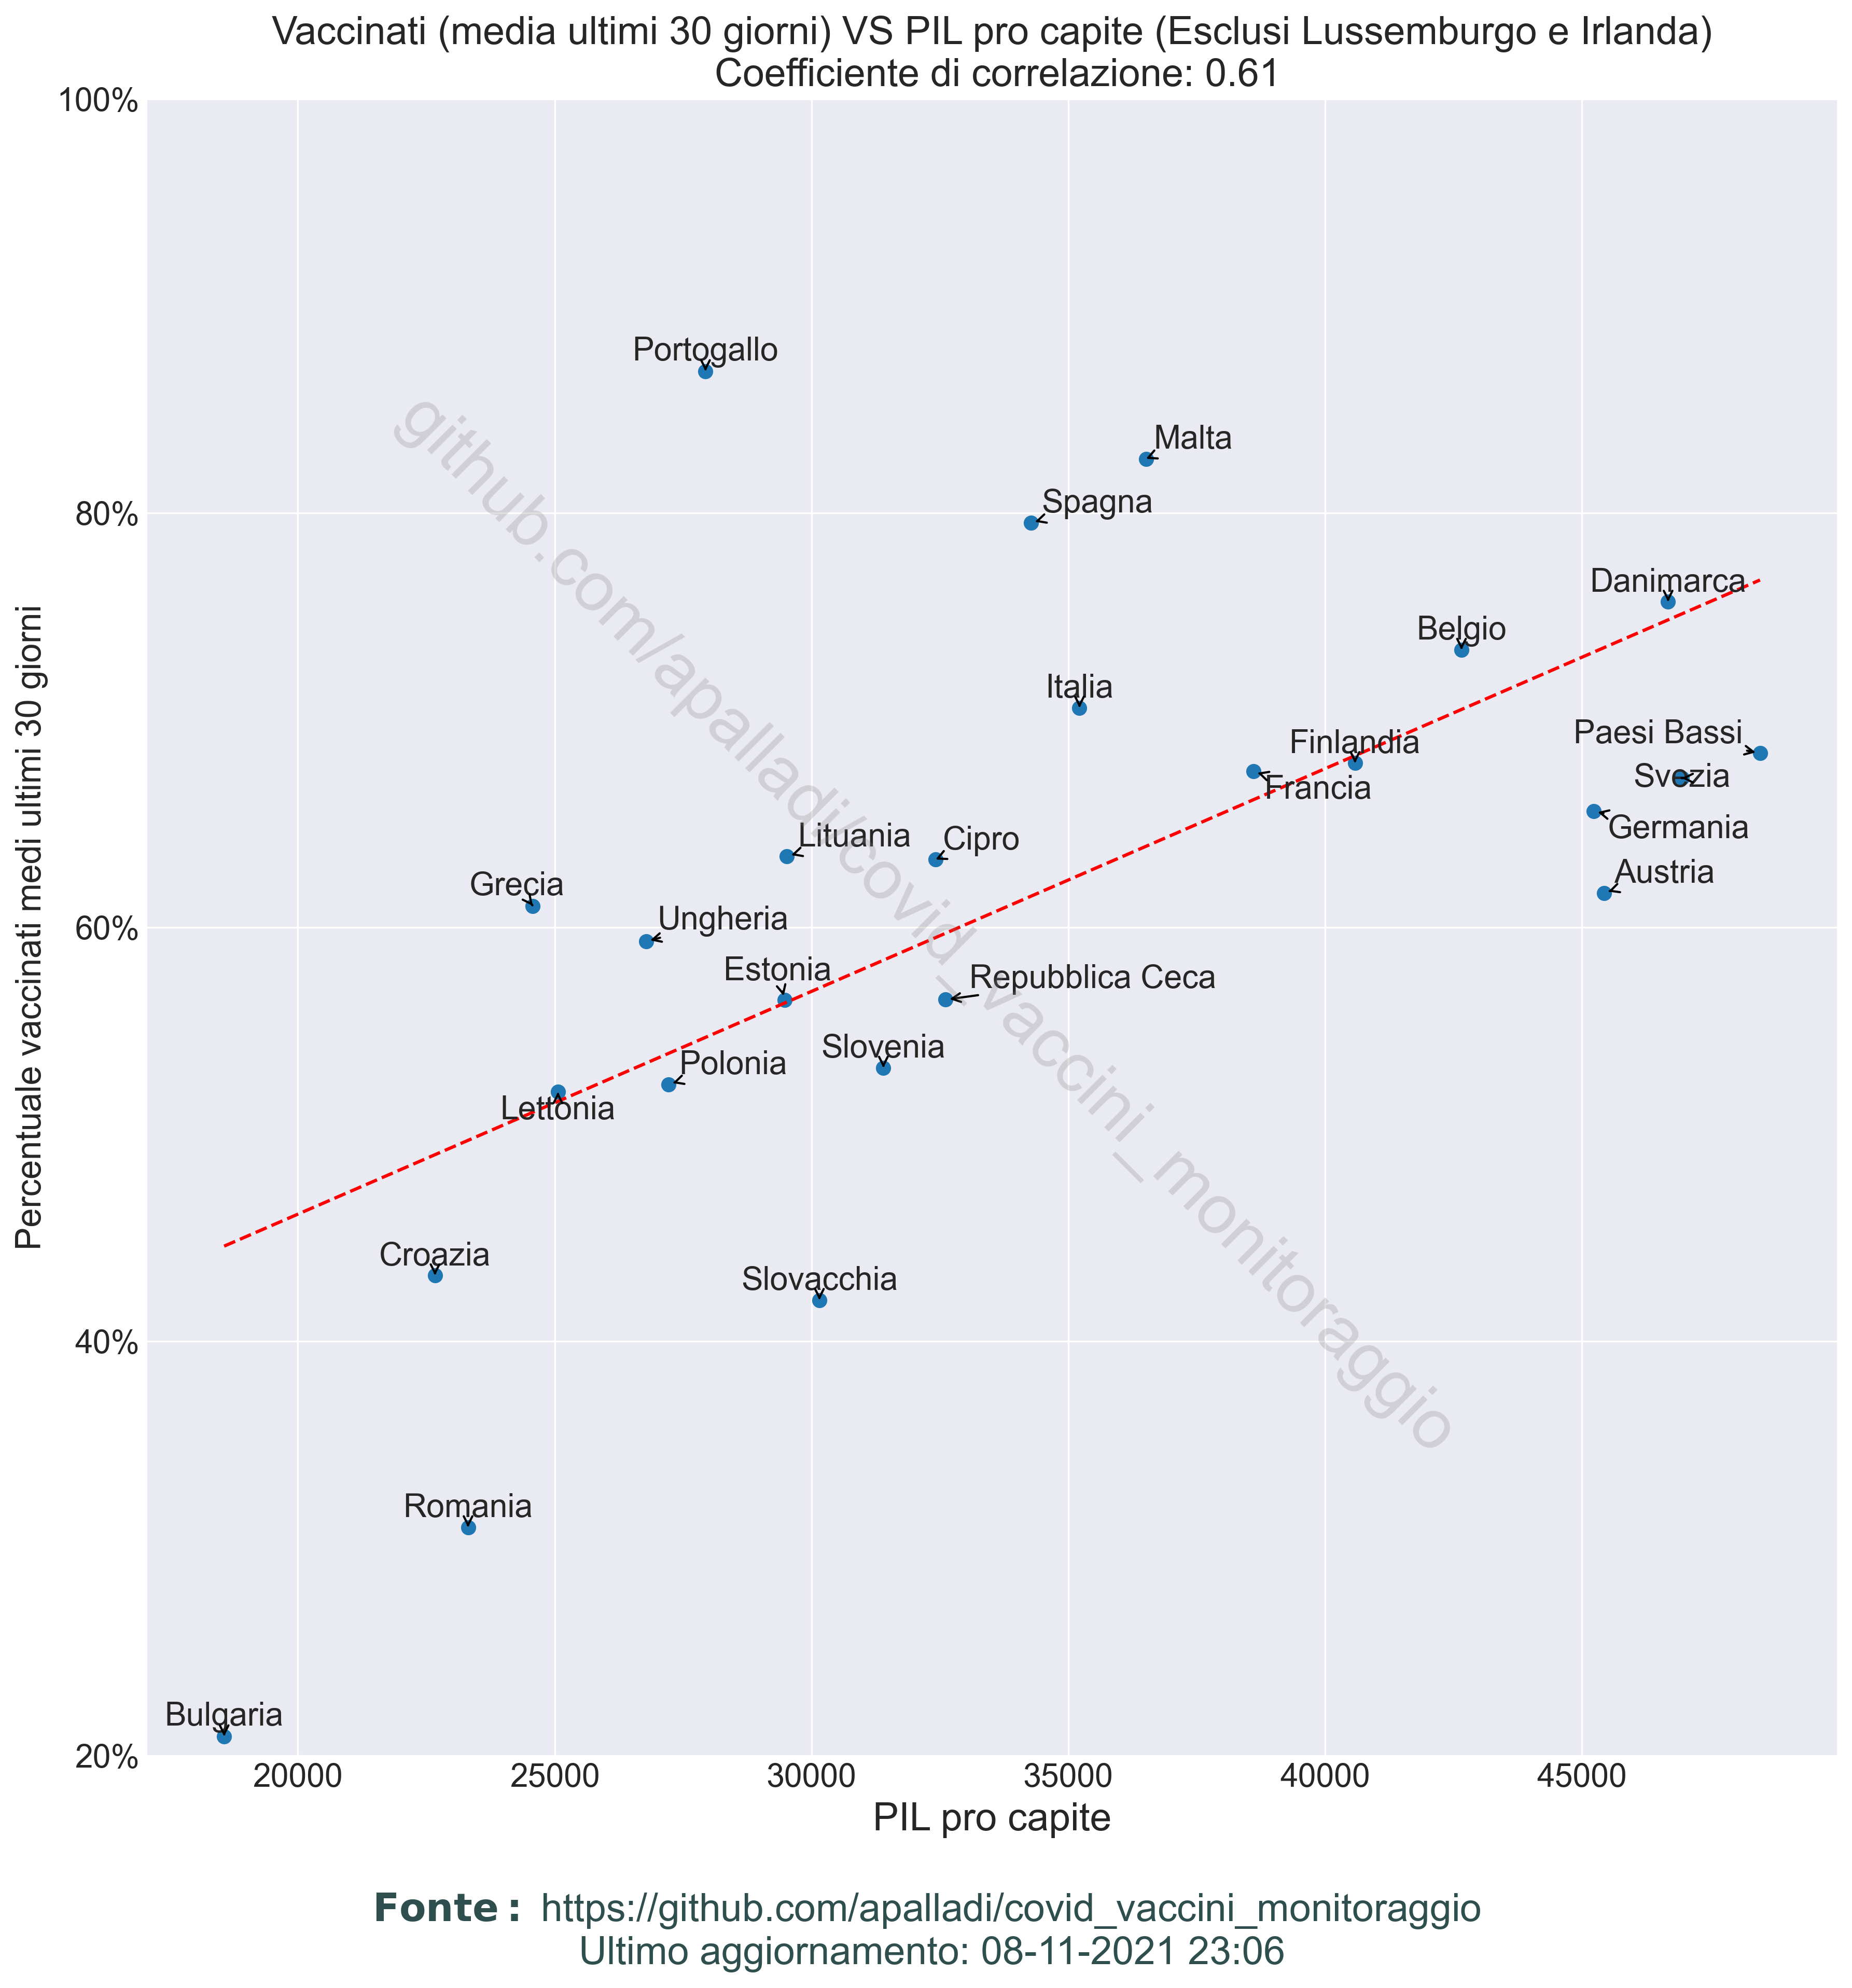 Vaccinati (media ultimi 30 giorni) VS PIL pro capite (Esclusi Lussemburgo e Irlanda)
Coefficiente di correlazione: 0.61
100%
80%
60%
40%
20%
Percentuale vaccinati medi ultimi 30 giorni
Portogallo
Malta
Spagna
Danimarca
Belgio
Italia
Paesi Bassi
Finlandia
Svezia
Francia
Germania
Lituania
Cipro
Austria
Grecia
Ungheria
Estonia
Repubblica Ceca
Slovenia
Polonia
Lettonia
Croazia
Slovacchia
Romania
Bulgaria
github.com/apalladi/covid_vaccini_monitoraggio
20000
25000
30000
35000
40000
45000
PIL pro capite
Fonte: https://github.com/apalladi/covid_vaccini_monitoraggio
Ultimo aggiornamento: 08-11-2021 23:06